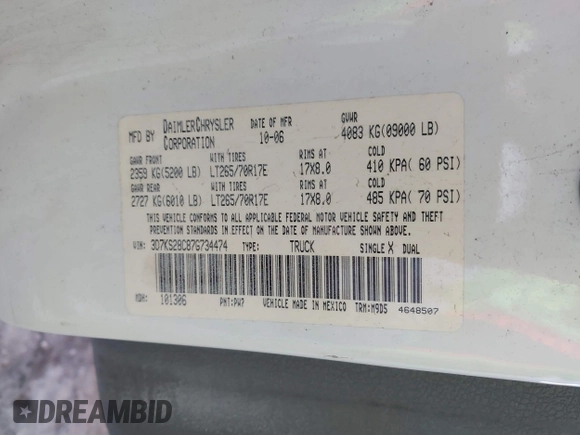 MFD BY DAIMLERCHRYSLER CORPORATION DATE OF MFR 10-06 GVWR 4083 KG(09000 LB)
GAWR FRONT WITH TIRES RIMS AT COLD
2359 KG(5200 LB) LT265/70R17E 17X8.0 410 KPA( 60 PSI)
GAWR REAR WITH TIRES RIMS AT COLD
2727 KG(6010 LB) LT265/70R17E 17X8.0 485 KPA( 70 PSI)
THIS VEHICLE CONFORMS TO ALL APPLICABLE FEDERAL MOTOR VEHICLE SAFETY AND THEFT
PREVENTION STANDARDS IN EFFECT ON THE DATE OF MANUFACTURE SHOWN ABOVE.
VIN: 3D7KS28C87G734474 TYPE: TRUCK SINGLE X DUAL
MDH: 101306 PNT:PW7 VEHICLE MADE IN MEXICO TRM:M9D5 4648507
DREAMBID